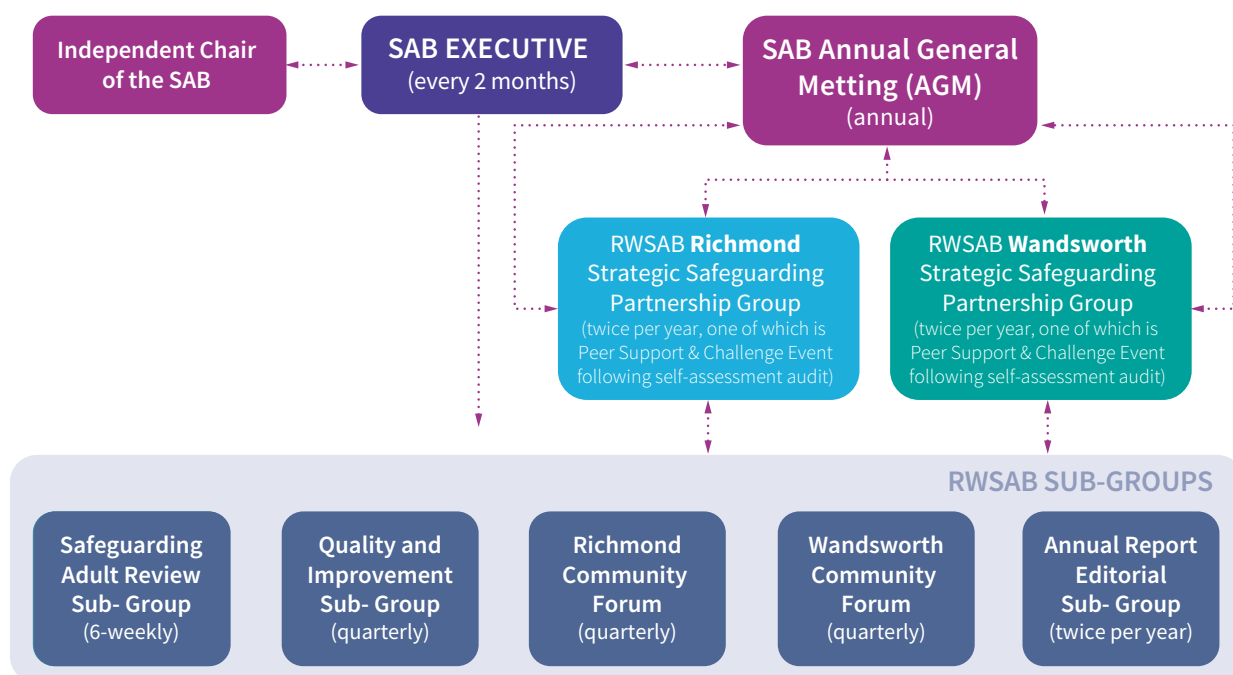 Independent Chair
of the SAB
SAB EXECUTIVE
(every 2 months)
SAB Annual General
Metting (AGM)
(annual)
RWSAB Richmond
Strategic Safeguarding
Partnership Group
(twice per year, one of which is
Peer Support & Challenge Event
following self-assessment audit)
RWSAB Wandsworth
Strategic Safeguarding
Partnership Group
(twice per year, one of which is
Peer Support & Challenge Event
following self-assessment audit)
RWSAB SUB-GROUPS
Safeguarding
Adult Review
Sub- Group
(6-weekly)
Quality and
Improvement
Sub- Group
(quarterly)
Richmond
Community
Forum
(quarterly)
Wandsworth
Community
Forum
(quarterly)
Annual Report
Editorial
Sub- Group
(twice per year)